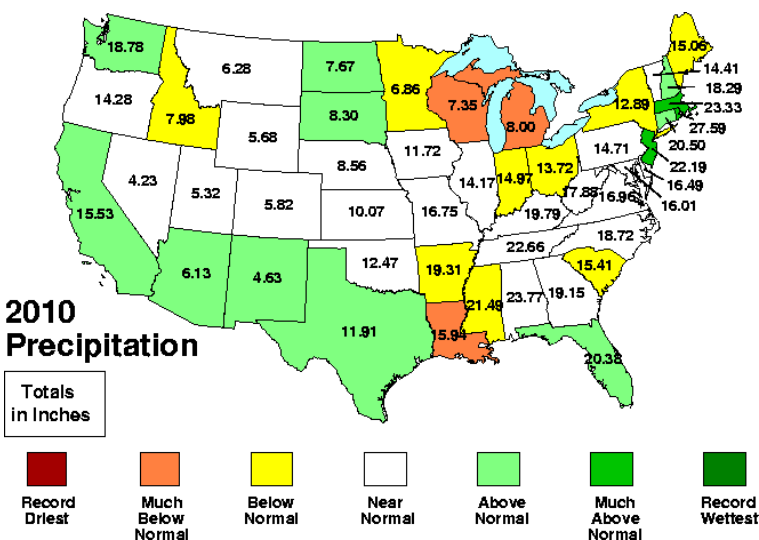 15.06
18.78
6.28
7.67
6.86
14.41
7.35
18.29
14.28
7.98
8.30
8.00
12.89
23.33
27.59
5.68
11.72
14.71
20.50
8.56
13.72
22.19
4.23
5.32
14.17
14.97
17.88
16.96
16.49
5.82
10.07
16.75
19.79
16.01
15.53
22.66
18.72
12.47
19.31
15.41
6.13
4.63
21.49
23.77
19.15
11.91
15.94
20.38
2010
Precipitation
Totals
in Inches
Record
Driest
Much
Below
Normal
Below
Normal
Near
Normal
Above
Normal
Much
Above
Normal
Record
Wettest